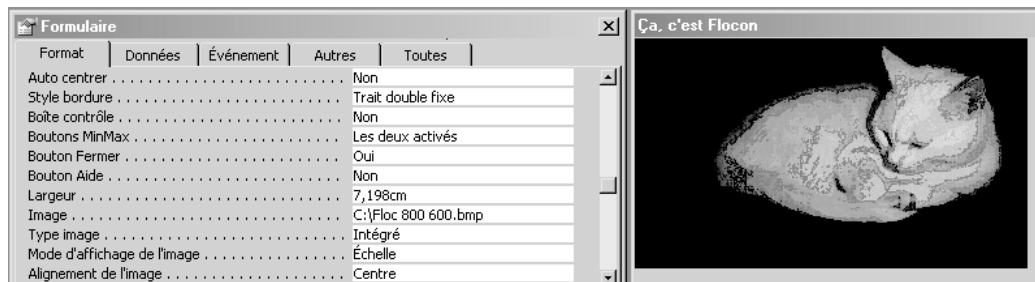 Formulaire
Format Données Événement Autres Toutes
Auto centrer . . . . . . . . . . . . . . . . . . . . . . . . . . Non
Style bordure . . . . . . . . . . . . . . . . . . . . . . . . . Trait double fixe
Boîte contrôle . . . . . . . . . . . . . . . . . . . . . . . . . Non
Boutons MinMax . . . . . . . . . . . . . . . . . . . . . . . Les deux activés
Bouton Fermer . . . . . . . . . . . . . . . . . . . . . . . . Oui
Bouton Aide . . . . . . . . . . . . . . . . . . . . . . . . . . Non
Largeur . . . . . . . . . . . . . . . . . . . . . . . . . . . . . 7,198cm
Image . . . . . . . . . . . . . . . . . . . . . . . . . . . . . . C:\Floc 800 600.bmp
Type image . . . . . . . . . . . . . . . . . . . . . . . . . . Intégré
Mode d'affichage de l'image . . . . . . . . . . . . . . Échelle
Alignement de l'image . . . . . . . . . . . . . . . . . . Centre
Ça, c'est Flocon